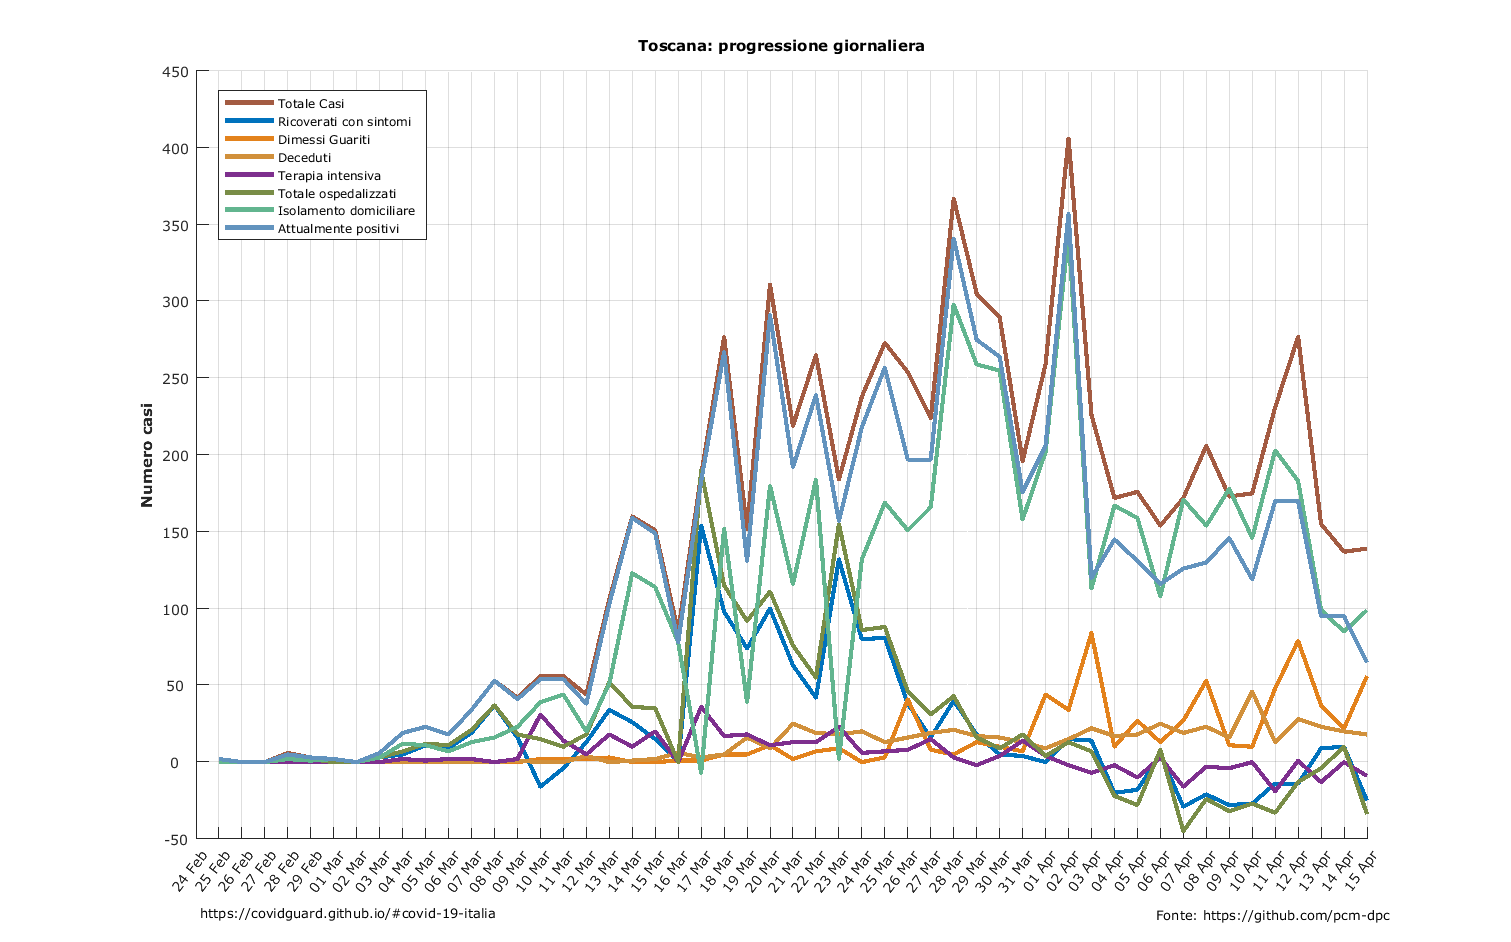 Toscana: progressione giornaliera
450
400
350
300
250
200
150
100
50
0
-50
Numero casi
Totale Casi
Ricoverati con sintomi
Dimessi Guariti
Deceduti
Terapia intensiva
Totale ospedalizzati
Isolamento domiciliare
Attualmente positivi
24 Feb
25 Feb
26 Feb
27 Feb
28 Feb
29 Feb
01 Mar
02 Mar
03 Mar
04 Mar
05 Mar
06 Mar
07 Mar
08 Mar
09 Mar
10 Mar
11 Mar
12 Mar
13 Mar
14 Mar
15 Mar
16 Mar
17 Mar
18 Mar
19 Mar
20 Mar
21 Mar
22 Mar
23 Mar
24 Mar
25 Mar
26 Mar
27 Mar
28 Mar
29 Mar
30 Mar
31 Mar
01 Apr
02 Apr
03 Apr
04 Apr
05 Apr
06 Apr
07 Apr
08 Apr
09 Apr
10 Apr
11 Apr
12 Apr
13 Apr
14 Apr
15 Apr
https://covidguard.github.io/#covid-19-italia
Fonte: https://github.com/pcm-dpc